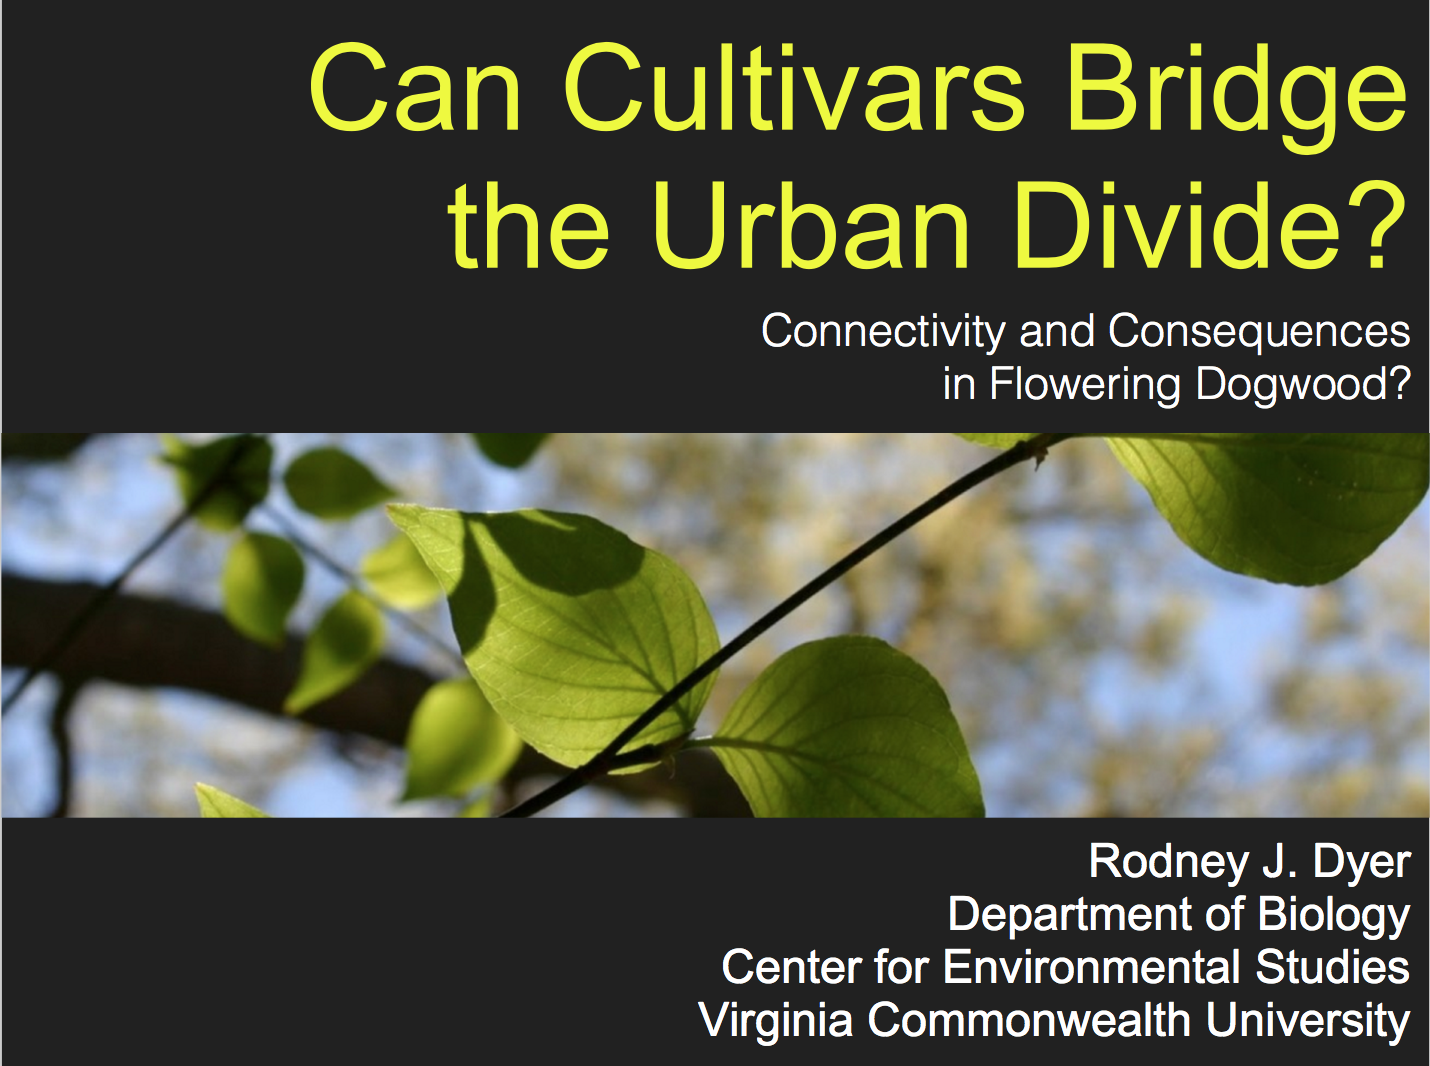 Can Cultivars Bridge
the Urban Divide?
Connectivity and Consequences
in Flowering Dogwood?
Rodney J. Dyer
Department of Biology
Center for Environmental Studies
Virginia Commonwealth University